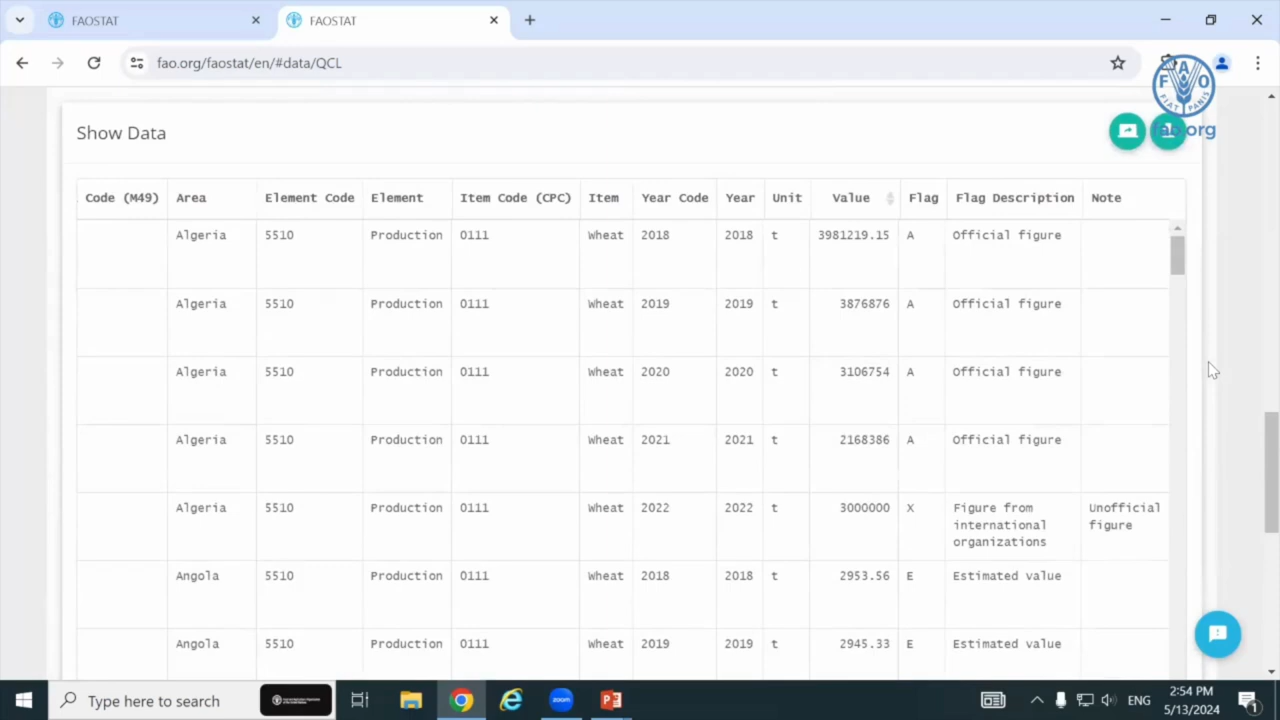 FAOSTAT
FAOSTAT
fao.org/faostat/en/#data/QCL
F A O
FIAT PANIS
fao.org
Show Data
Code (M49) Area Element Code Element Item Code (CPC) Item Year Code Year Unit Value Flag Flag Description Note
Algeria 5510 Production 0111 Wheat 2018 2018 t 3981219.15 A Official figure
Algeria 5510 Production 0111 Wheat 2019 2019 t 3876876 A Official figure
Algeria 5510 Production 0111 Wheat 2020 2020 t 3106754 A Official figure
Algeria 5510 Production 0111 Wheat 2021 2021 t 2168386 A Official figure
Algeria 5510 Production 0111 Wheat 2022 2022 t 3000000 X Figure from Unofficial
international figure
organizations
Angola 5510 Production 0111 Wheat 2018 2018 t 2953.56 E Estimated value
Angola 5510 Production 0111 Wheat 2019 2019 t 2945.33 E Estimated value
Type here to search
ENG
2:54 PM
5/13/2024
1